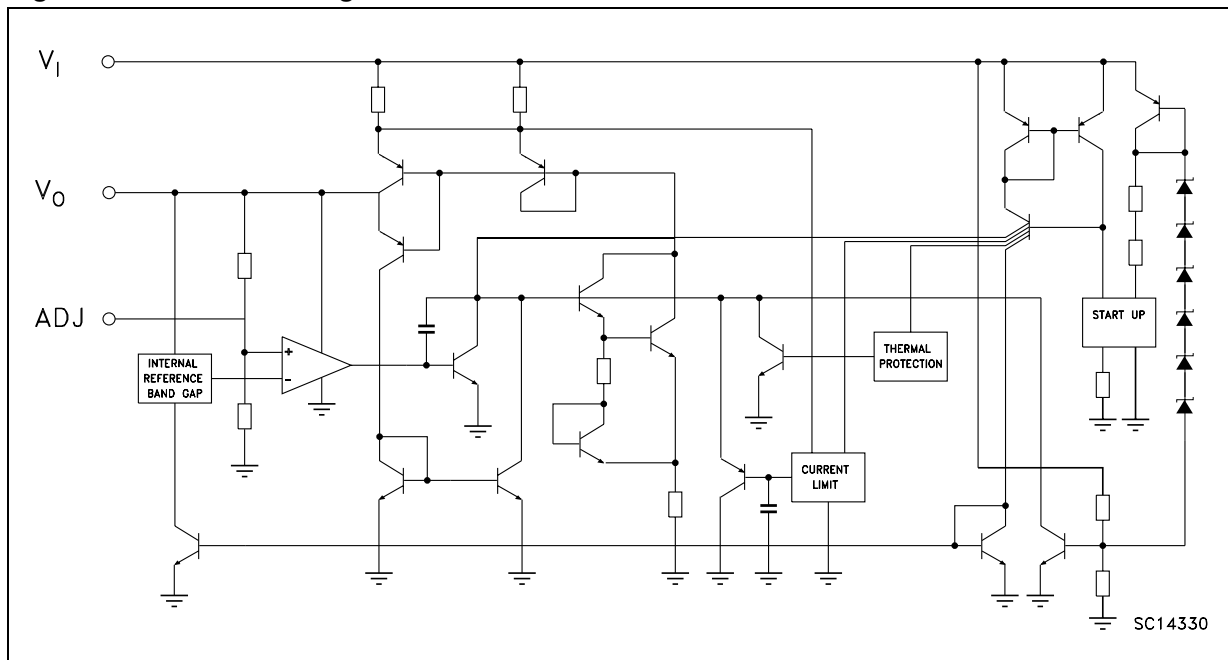 V_I
V_O
ADJ
INTERNAL
REFERENCE
BAND GAP
+
-
START UP
THERMAL
PROTECTION
CURRENT
LIMIT
SC14330